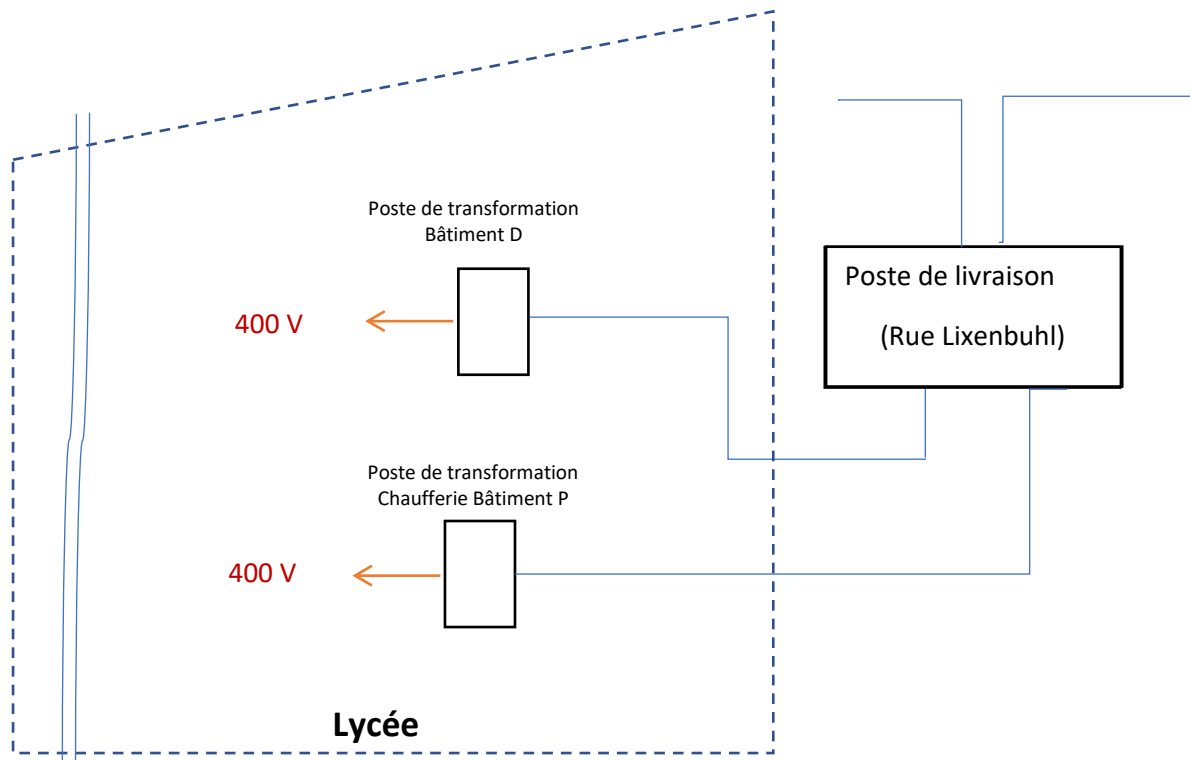 Poste de transformation
Bâtiment D
Poste de livraison
(Rue Lixenbuhl)
400 V
Poste de transformation
Chaufferie Bâtiment P
400 V
Lycée